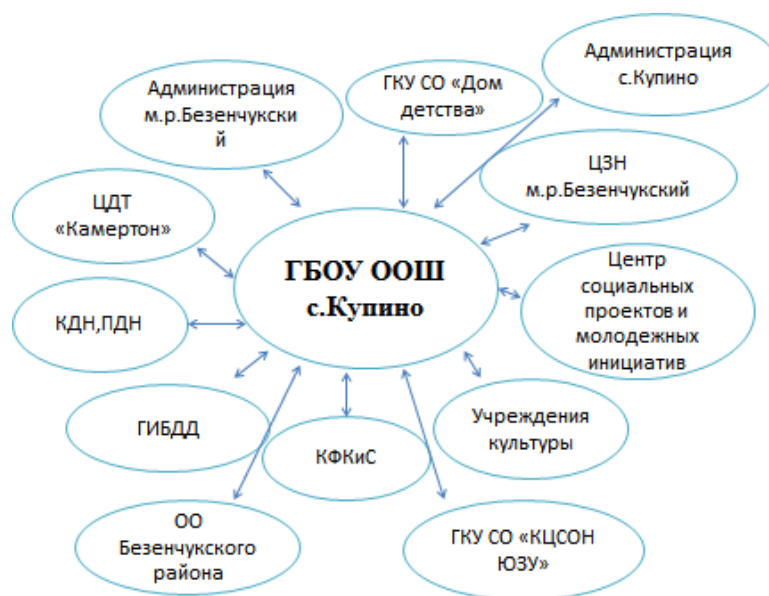 Администрация
м.р.Безенчукски
й
ГКУ СО «Дом
детства»
Администрация
с.Купино
ЦЗН
м.р.Безенчукский
ЦДТ
«Камертон»
ГБОУ ООШ
с.Купино
Центр
социальных
проектов и
молодежных
инициатив
КДН,ПДН
ГИБДД
КФКиС
Учреждения
культуры
ОО
Безенчукского
района
ГКУ СО «КЦСОН
ЮЗУ»